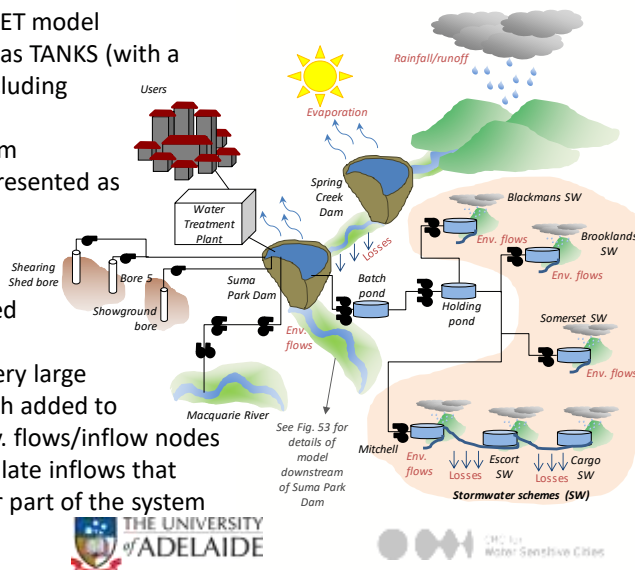 ET model
as TANKS (with a
luding
m
resented as
ed
ery large
h added to
v. flows/inflow nodes
late inflows that
r part of the system
Users
Rainfall/runoff
Evaporation
Spring
Creek
Dam
Water
Treatment
Plant
Losses
Blackmans SW
Env. flows
Brooklands
SW
Env. flows
Shearing
Shed bore
Bore 5
Showground
bore
Suma
Park Dam
Batch
pond
Holding
pond
Somerset SW
Env. flows
Env.
flows
Macquarie River
See Fig. 53 for
details of
model
downstream
of Suma Park
Dam
Mitchell
Env.
flows
Losses
Escort
SW
Losses
Cargo
SW
Stormwater schemes (SW)
THE UNIVERSITY
of ADELAIDE
CRC for
Water Sensitive Cities